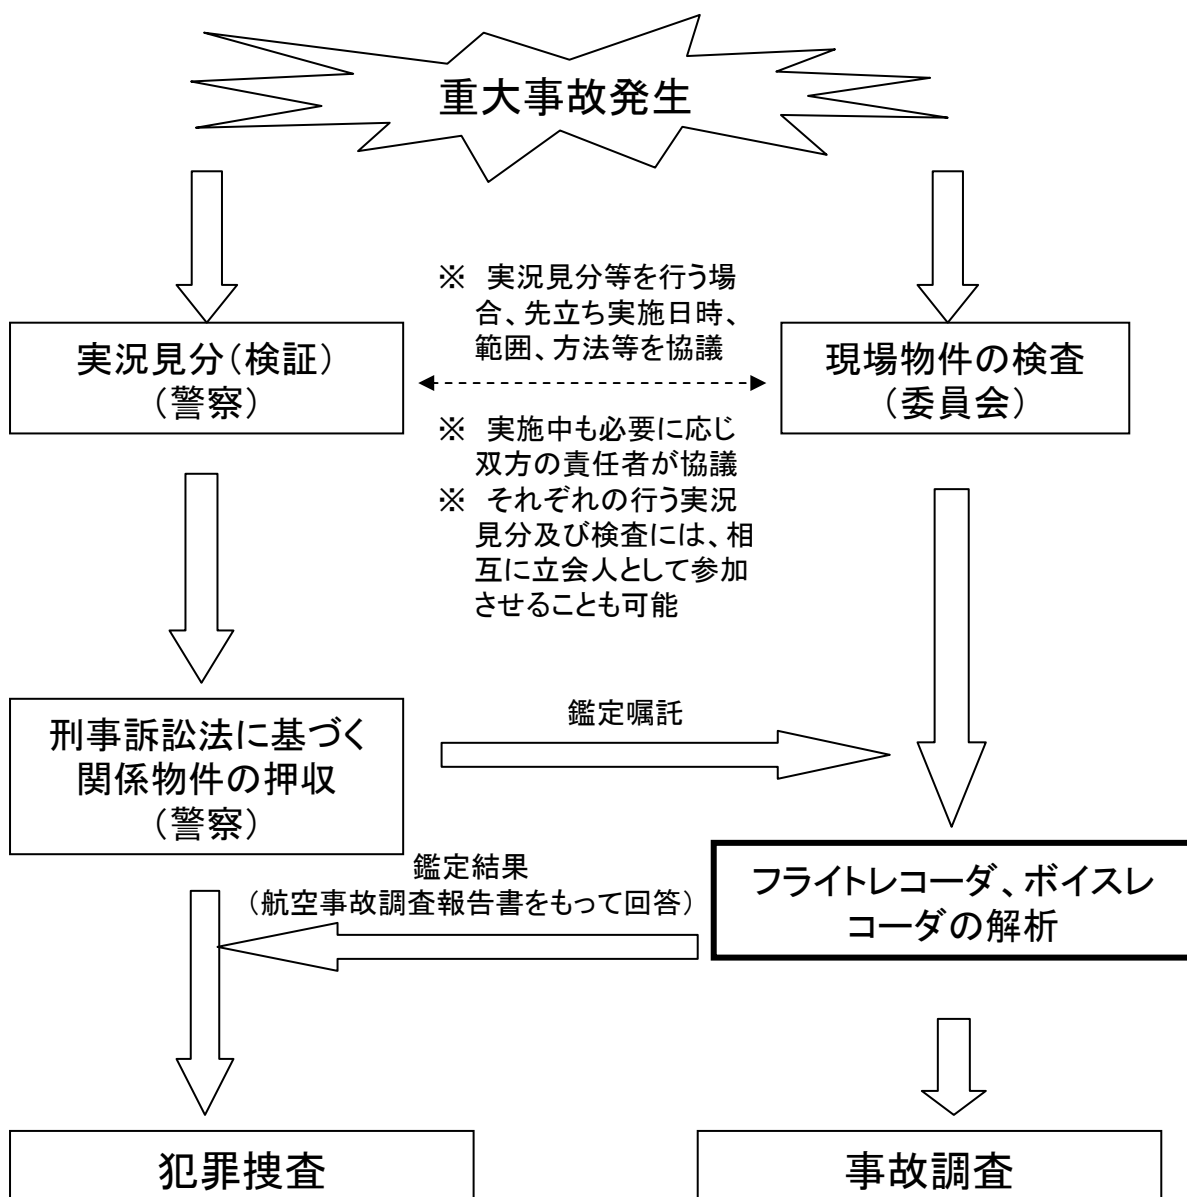 重大事故発生
※　実況見分等を行う場
合、先立ち実施日時、
範囲、方法等を協議
実況見分（検証）
（警察）
現場物件の検査
（委員会）
※　実施中も必要に応じ
双方の責任者が協議
※　それぞれの行う実況
見分及び検査には、相
互に立会人として参加
させることも可能
刑事訴訟法に基づく
関係物件の押収
（警察）
鑑定嘱託
鑑定結果
（航空事故調査報告書をもって回答）
フライトレコーダ、ボイスレ
コーダの解析
犯罪捜査
事故調査